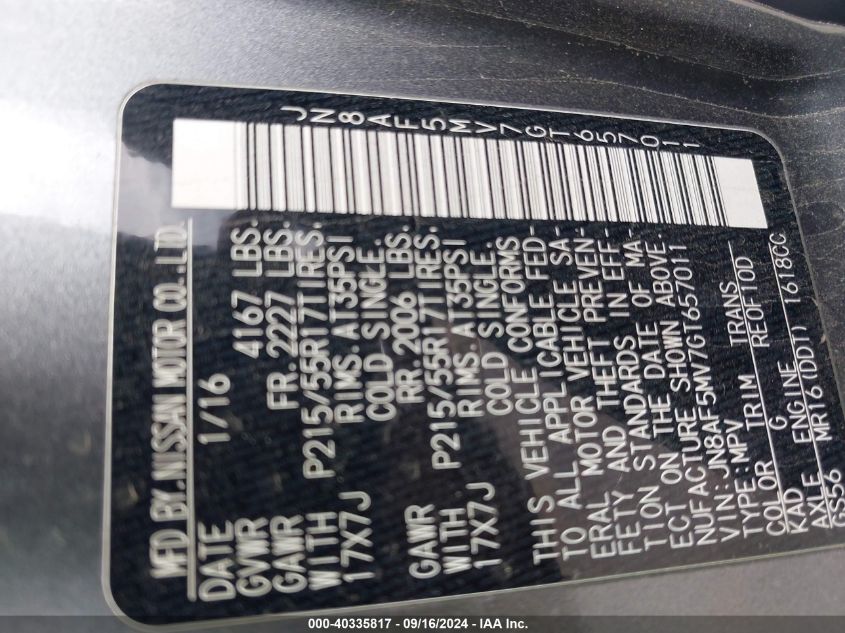 JN8AF5MV7GT657011
MFD BY.NISSAN MOTOR CO.,LTD.
DATE 1/16
GVWR 4167 LBS.
GAWR FR.2227 LBS.
WITH P215/55R17TIRES.
17X7J RIMS.AT35PSI
COLD SINGLE.
GAWR RR.2006 LBS.
WITH P215/55R17TIRES:
17X7J RIMS.AT35PSI
COLD SINGLE.
THIS VEHICLE CONFORMS
TO ALL APPLICABLE FED-
ERAL MOTOR VEHICLE SA-
FETY AND THEFT PREVEN-
TION STANDARDS IN EFF-
ECT ON THE DATE OF MA-
NUFACTURE SHOWN ABOVE.
VIN:JN8AF5MV7GT657011
TYPE:MPV
COLOR TRIM TRANS
KAD G RE0F10D
AXLE ENGINE
GS56 MR16(DDT) 1618CC
000-40335817 - 09/16/2024 - IAA Inc.